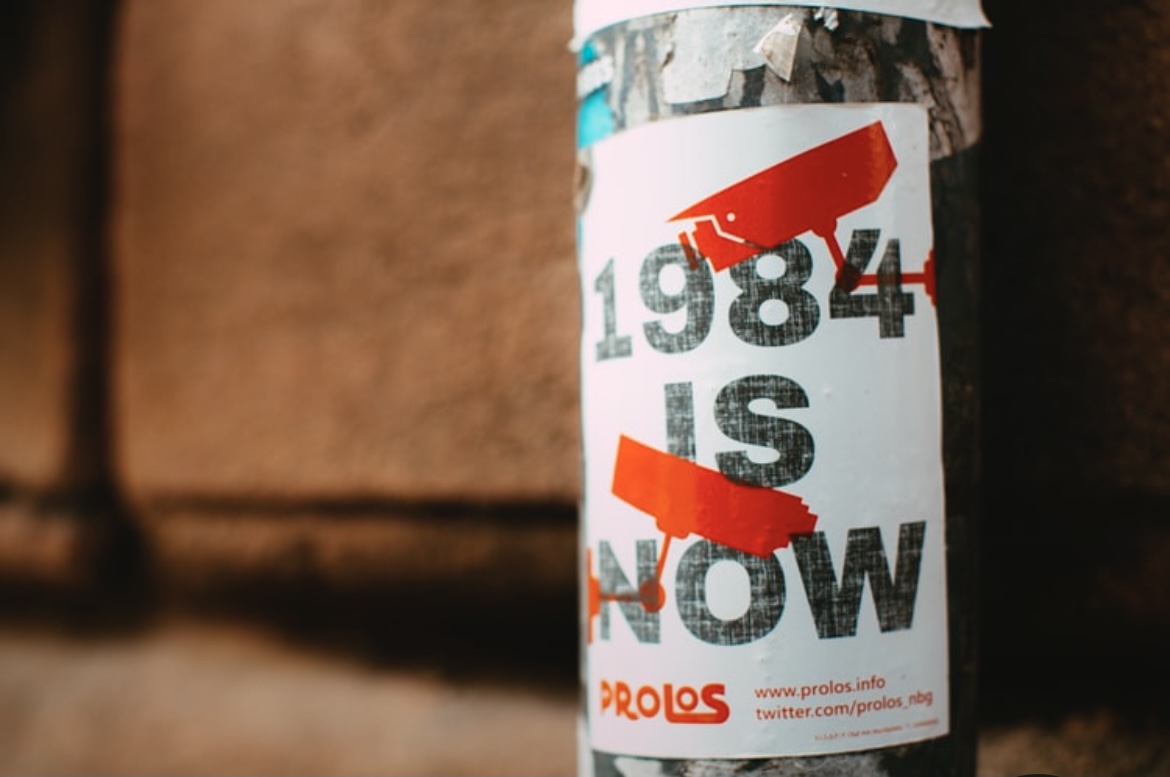 1984
IS
NOW
PROLOS
www.prolos.info
twitter.com/prolos_nbg